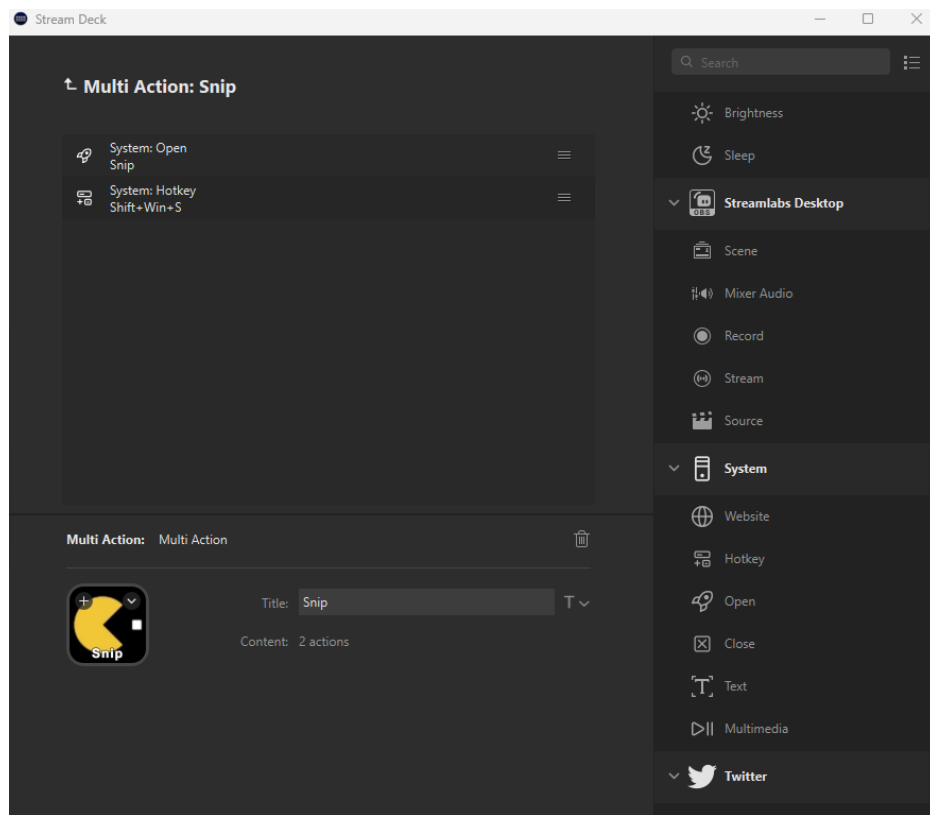 Stream Deck
Multi Action: Snip
System: Open
Snip
System: Hotkey
Shift+Win+S
Multi Action: Multi Action
Snip
Title: Snip
T
Content: 2 actions
Search
Brightness
Sleep
OBS
Streamlabs Desktop
Scene
Mixer Audio
Record
Stream
Source
System
Website
Hotkey
Open
Close
Text
Multimedia
Twitter